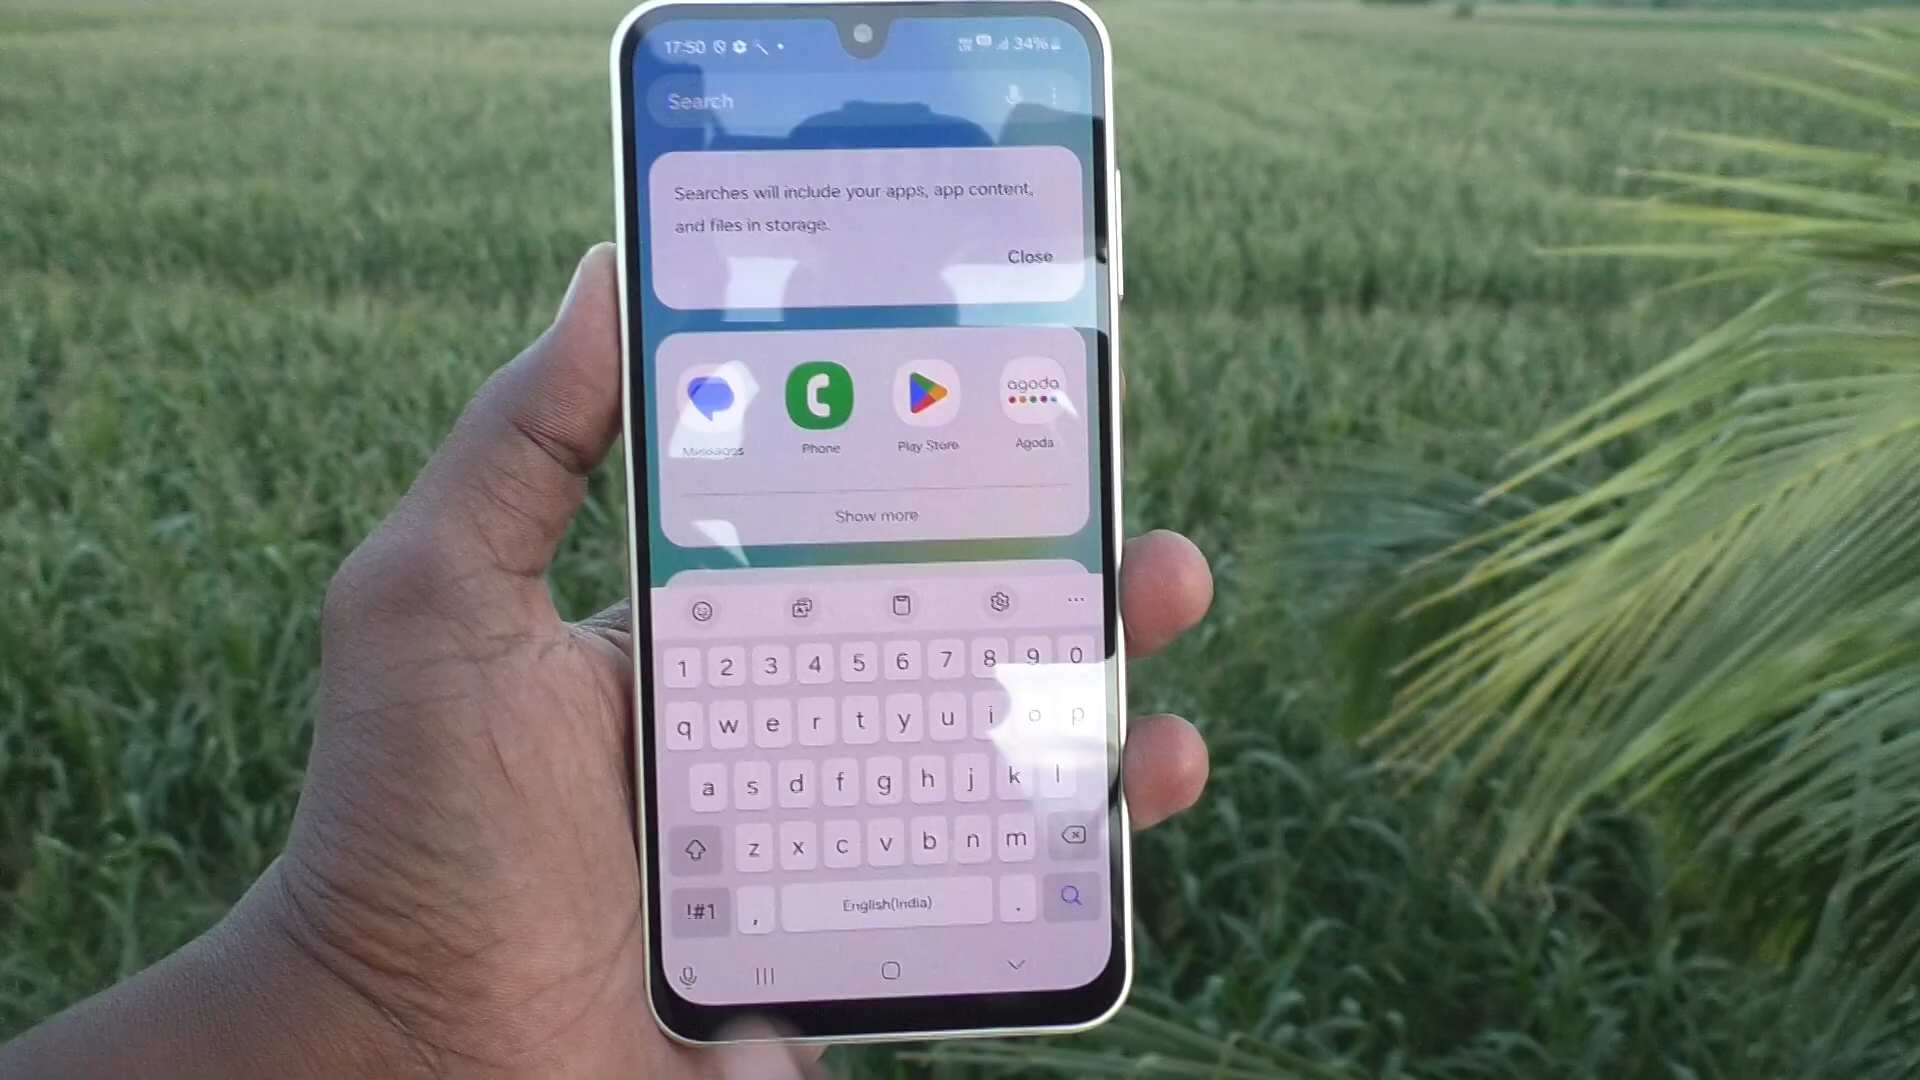 17:50 34%
Search
Searches will include your apps, app content,
and files in storage.
Close
agoda
Messages Phone Play Store Agoda
Show more
1 2 3 4 5 6 7 8 9 0
q w e r t y u i o p
a s d f g h j k l
z x c v b n m
!#1 , English(India) .